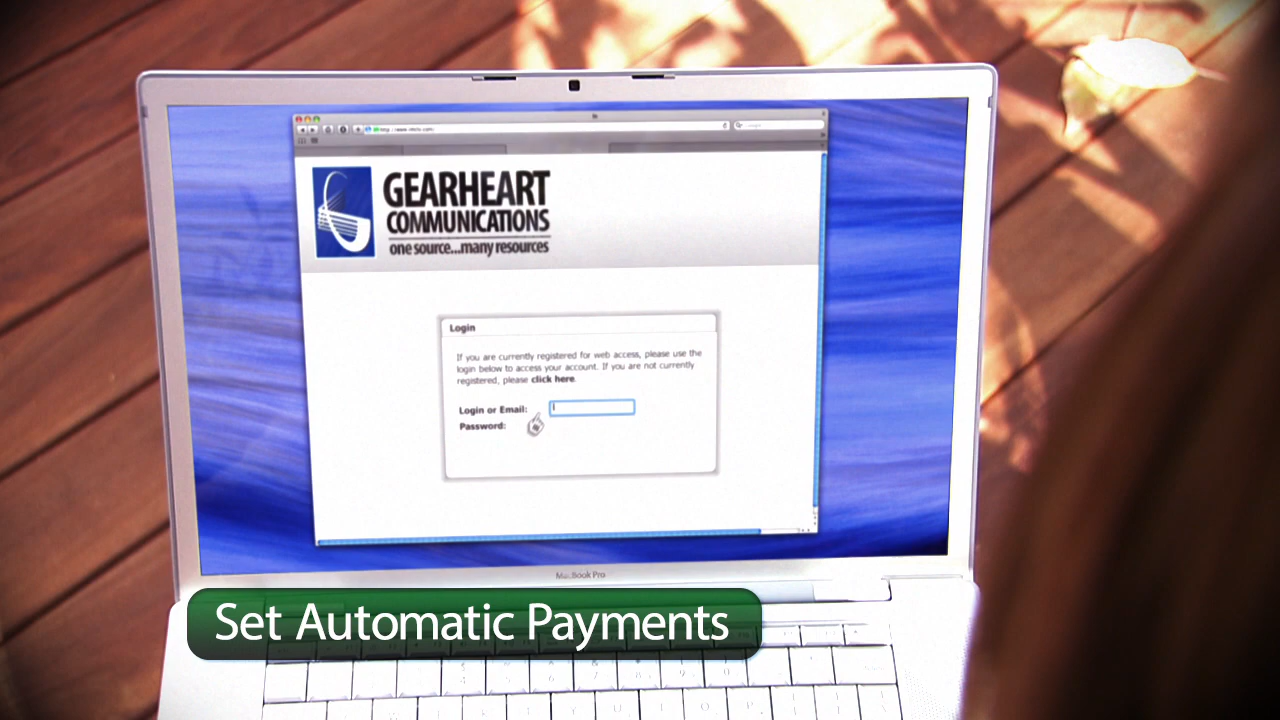 GEARHEART
COMMUNICATIONS
one source...many resources
Login
If you are currently registered for web access, please use the
login below to access your account. If you are not currently
registered, please click here.
Login or Email:
Password:
MacBook Pro
Set Automatic Payments